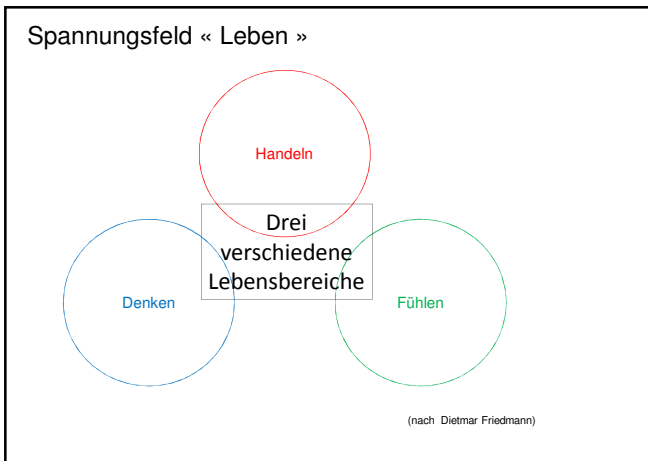 Spannungsfeld « Leben »
Handeln
Drei
verschiedene
Lebensbereiche
Denken
Fühlen
(nach Dietmar Friedmann)